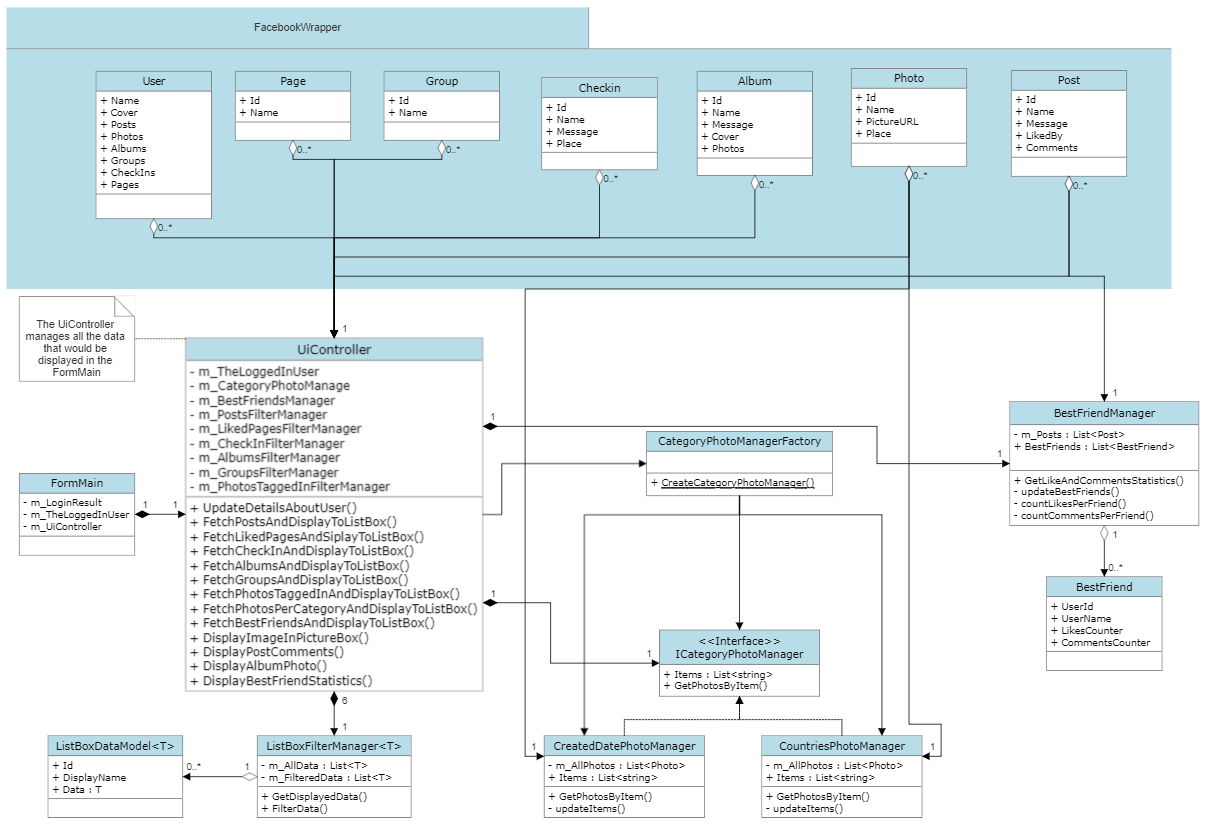 FacebookWrapper
User
+ Name
+ Cover
+ Posts
+ Photos
+ Albums
+ Groups
+ CheckIns
+ Pages
0..*
Page
+ Id
+ Name
0..*
Group
+ Id
+ Name
0..*
Checkin
+ Id
+ Name
+ Message
+ Place
0..*
Album
+ Id
+ Name
+ Message
+ Cover
+ Photos
0..*
Photo
+ Id
+ Name
+ PictureURL
+ Place
0..*
Post
+ Id
+ Name
+ Message
+ LikedBy
+ Comments
0..*
The UiController
manages all the data
that would be
displayed in the
FormMain
1
UiController
- m_TheLoggedInUser
- m_CategoryPhotoManage
- m_BestFriendsManager
- m_PostsFilterManager
- m_LikedPagesFilterManager
- m_CheckInFilterManager
- m_AlbumsFilterManager
- m_GroupsFilterManager
- m_PhotosTaggedInFilterManager
+ UpdateDetailsAboutUser()
+ FetchPostsAndDisplayToListBox()
+ FetchLikedPagesAndSiplayToListBox()
+ FetchCheckInAndDisplayToListBox()
+ FetchAlbumsAndDisplayToListBox()
+ FetchGroupsAndDisplayToListBox()
+ FetchPhotosTaggedInAndDisplayToListBox()
+ FetchPhotosPerCategoryAndDisplayToListBox()
+ FetchBestFriendsAndDisplayToListBox()
+ DisplayImageInPictureBox()
+ DisplayPostComments()
+ DisplayAlbumPhoto()
+ DisplayBestFriendStatistics()
1
1
6
FormMain
- m_LoginResult
- m_TheLoggedInUser
- m_UiController
1
1
CategoryPhotoManagerFactory
+ CreateCategoryPhotoManager()
1
1
BestFriendManager
- m_Posts : List<Post>
+ BestFriends : List<BestFriend>
+ GetLikeAndCommentsStatistics()
- updateBestFriends()
- countLikesPerFriend()
- countCommentsPerFriend()
1
0..*
BestFriend
+ UserId
+ UserName
+ LikesCounter
+ CommentsCounter
1
<<Interface>>
ICategoryPhotoManager
+ Items : List<string>
+ GetPhotosByItem()
ListBoxDataModel<T>
+ Id
+ DisplayName
+ Data : T
0..*
1
1
ListBoxFilterManager<T>
- m_AllData : List<T>
- m_FilteredData : List<T>
+ GetDisplayedData()
+ FilterData()
1
CreatedDatePhotoManager
- m_AllPhotos : List<Photo>
+ Items : List<string>
+ GetPhotosByItem()
- updateItems()
CountriesPhotoManager
- m_AllPhotos : List<Photo>
+ Items : List<string>
+ GetPhotosByItem()
- updateItems()
1